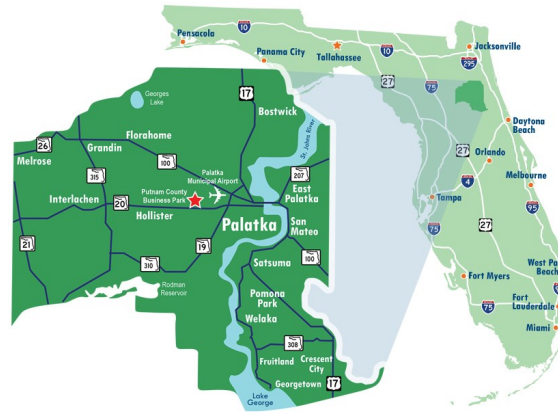 Pensacola
10
Panama City
Tallahassee
10
Jacksonville
295
27
75
Daytona
Beach
27
Orlando
4
Tampa
Melbourne
95
75
27
West Pa
Beach
Fort Myers
75
Fort
Lauderdale
Miami
17
Georges
Lake
Bostwick
St. Johns River
Florahome
26
Grandin
Melrose
100
Palatka
Municipal Airport
207
315
Putnam County
Business Park
East
Palatka
Interlachen
20
Hollister
Palatka
San
Mateo
21
19
100
310
Satsuma
Rodman
Reservoir
Pomona
Park
Welaka
308
Fruitland
Crescent
City
Georgetown
17
Lake
George